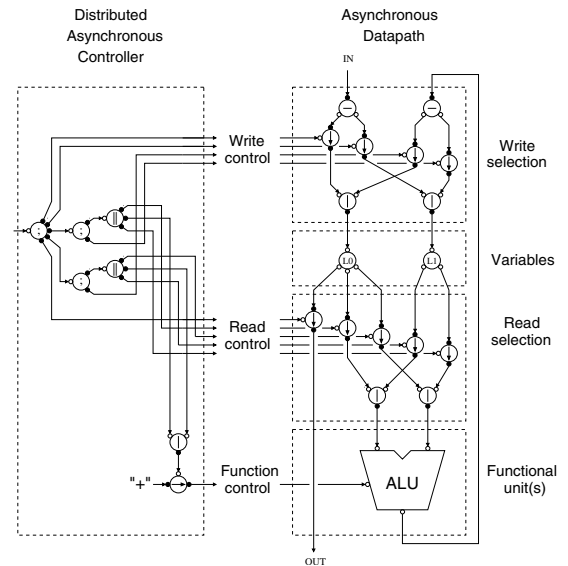 Distributed
Asynchronous
Controller
Asynchronous
Datapath
IN
Write
control
Write
selection
;
;
||
;
||
L0
L1
Variables
Read
control
Read
selection
"+"
Function
control
ALU
Functional
unit(s)
OUT